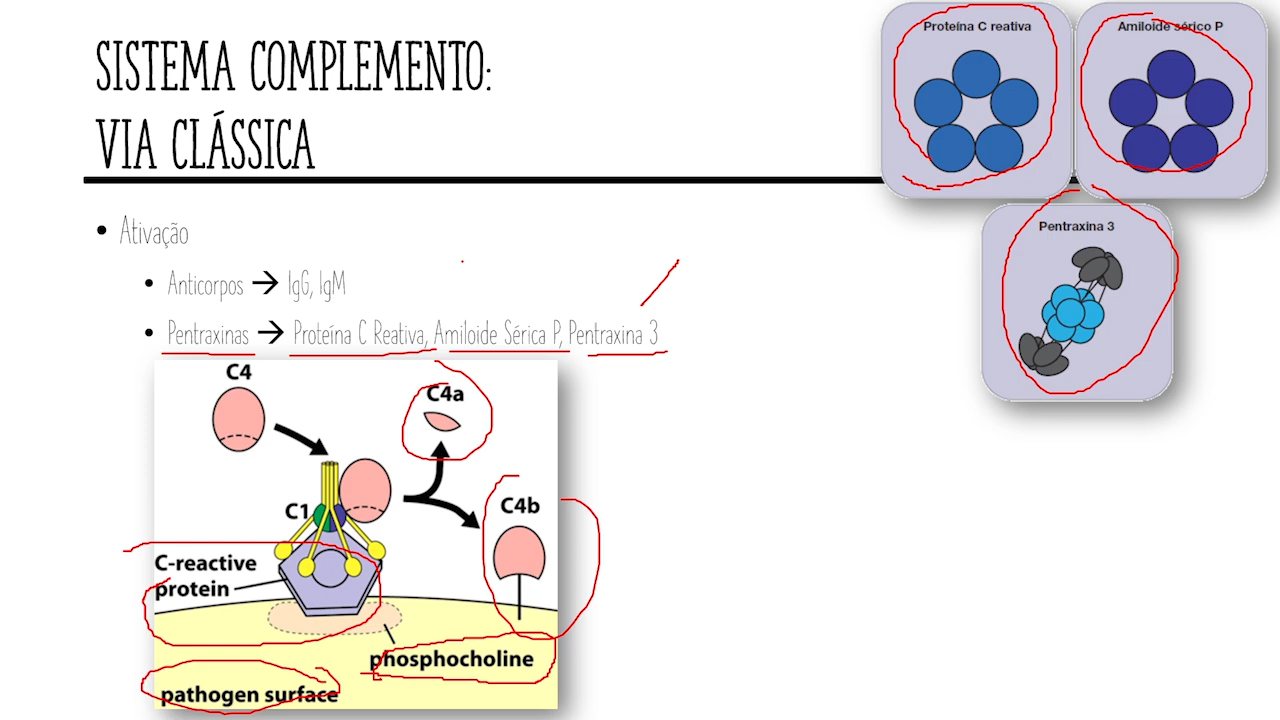 SISTEMA COMPLEMENTO:
VIA CLÁSSICA
Proteína C reativa
Amiloide sérico P
Pentraxina 3
• Ativação
• Anticorpos → IgG, IgM
• Pentraxinas → Proteína C Reativa, Amiloide Sérica P, Pentraxina 3
C4
C4a
C1
C4b
C-reactive
protein
phosphocholine
pathogen surface